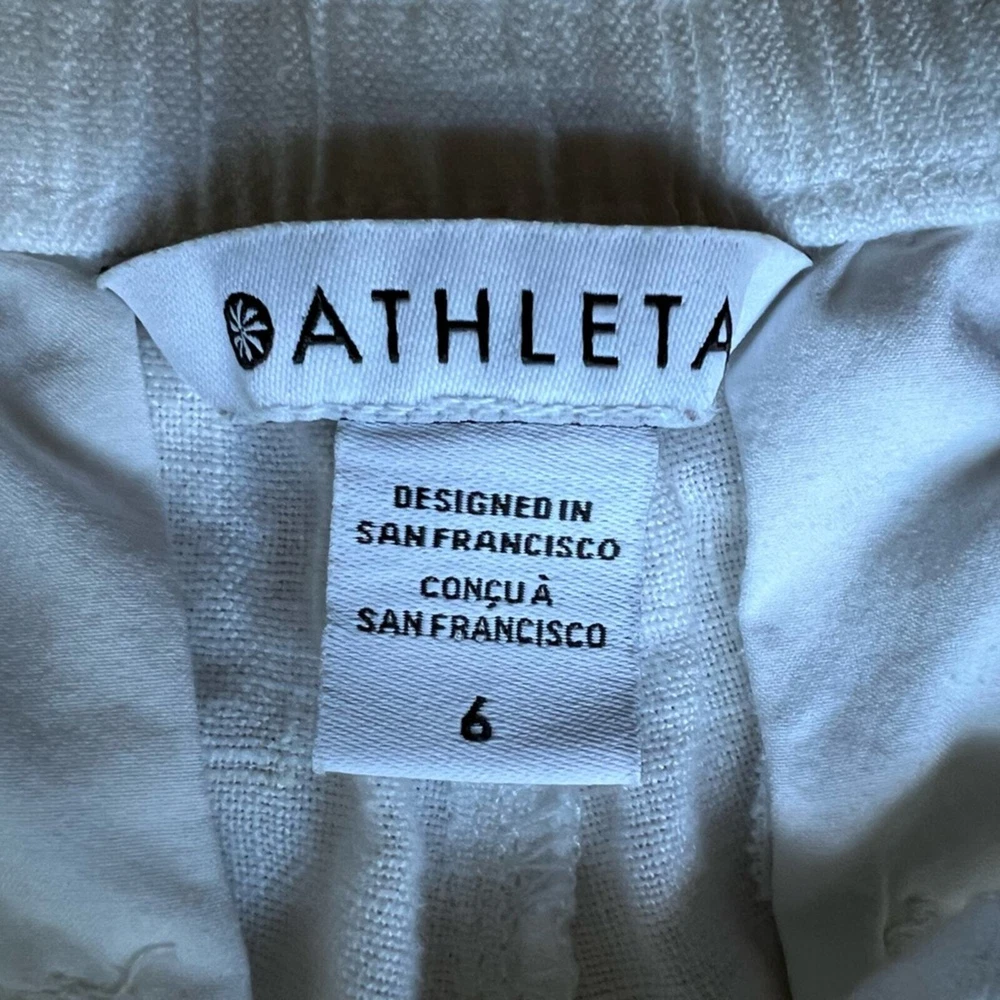 ATHLETA
DESIGNED IN
SAN FRANCISCO
CONÇU À
SAN FRANCISCO
6